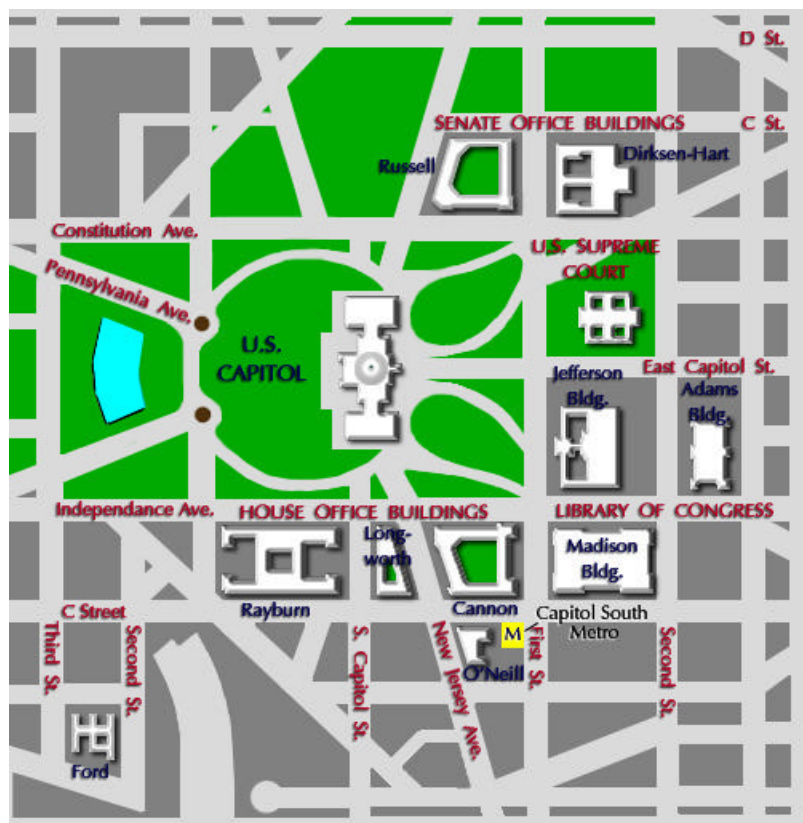 D St.
SENATE OFFICE BUILDINGS
C St.
Russell
Dirksen-Hart
Constitution Ave.
U.S. SUPREME
COURT
Pennsylvania Ave.
U.S.
CAPITOL
East Capitol St.
Jefferson
Bldg.
Adams
Bldg.
Independance Ave.
HOUSE OFFICE BUILDINGS
LIBRARY OF CONGRESS
Long-
worth
Madison
Bldg.
Rayburn
Cannon
C Street
Capitol South
Metro
M
Third St.
Second St.
S. Capitol St.
New Jersey Ave.
First St.
Second St.
O'Neill
Ford